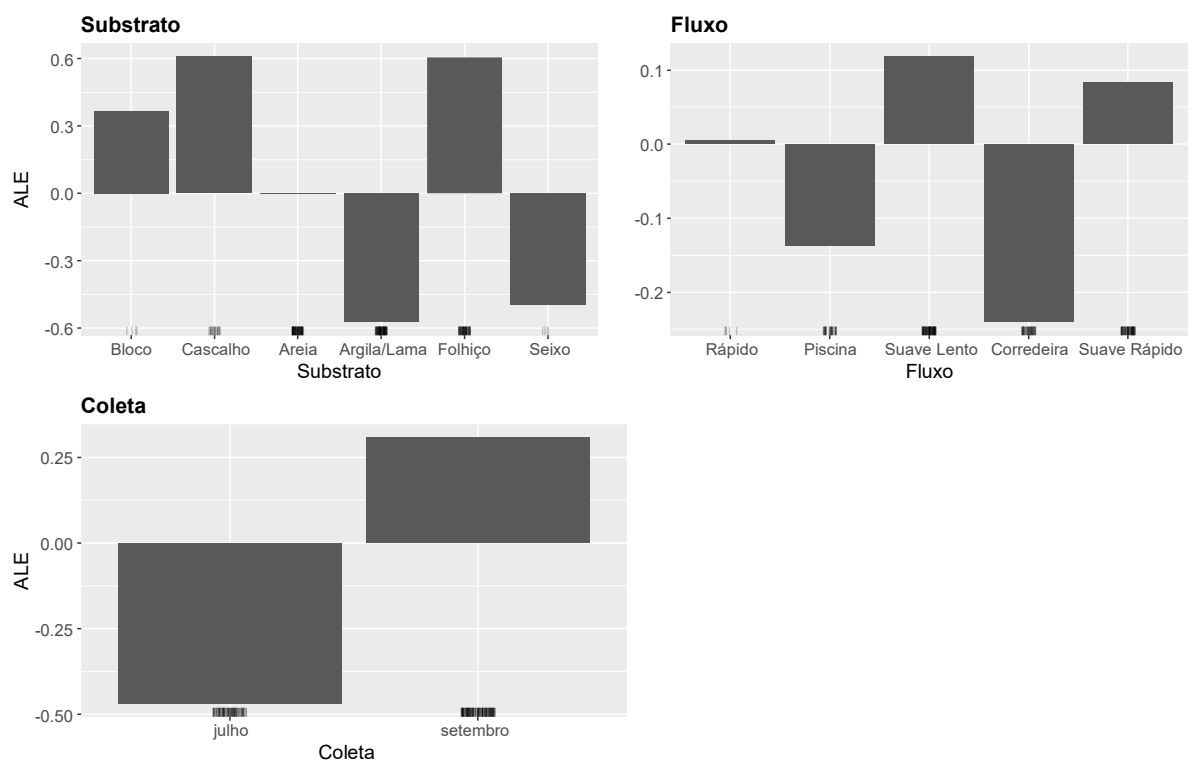 Substrato
ALE
0.6
0.3
0.0
-0.3
-0.6
Bloco Cascalho Areia Argila/Lama Folhiço Seixo
Substrato
Fluxo
0.1
0.0
-0.1
-0.2
Rápido Piscina Suave Lento Corredeira Suave Rápido
Fluxo
Coleta
ALE
0.25
0.00
-0.25
-0.50
julho setembro
Coleta